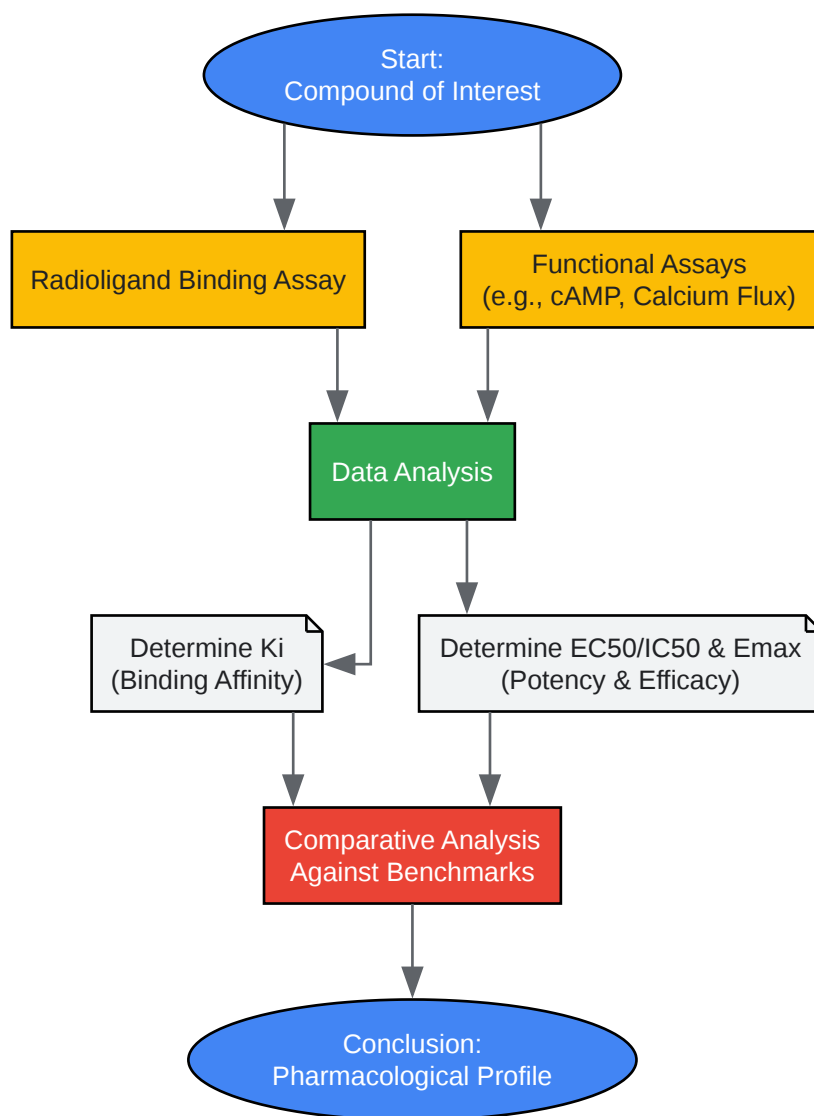 Start:
Compound of Interest
Radioligand Binding Assay
Functional Assays
(e.g., cAMP, Calcium Flux)
Data Analysis
Determine Ki
(Binding Affinity)
Determine EC50/IC50 & Emax
(Potency & Efficacy)
Comparative Analysis
Against Benchmarks
Conclusion:
Pharmacological Profile